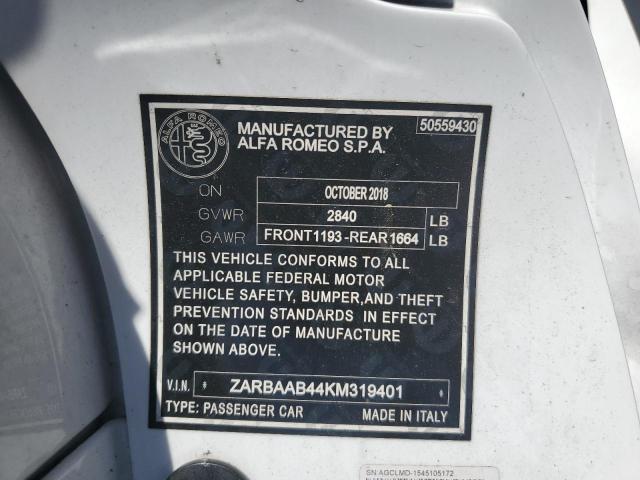 ALFA ROMEO
MANUFACTURED BY
ALFA ROMEO S.P.A.
50559430
ON OCTOBER 2018
GVWR 2840 LB
GAWR FRONT1193-REAR1664 LB
THIS VEHICLE CONFORMS TO ALL
APPLICABLE FEDERAL MOTOR
VEHICLE SAFETY, BUMPER,AND THEFT
PREVENTION STANDARDS IN EFFECT
ON THE DATE OF MANUFACTURE
SHOWN ABOVE.
V.I.N. * ZARBAAB44KM319401 *
TYPE: PASSENGER CAR MADE IN ITALY
SN:AGCLMD-1545105172